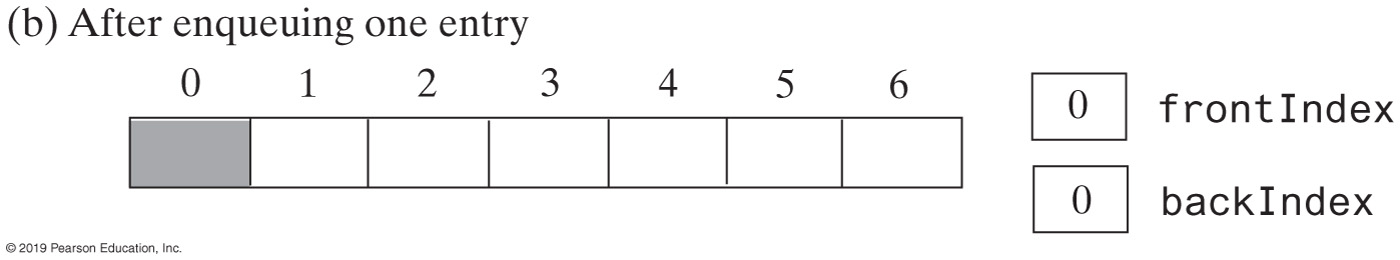 (b) After enqueuing one entry
0 1 2 3 4 5 6
0 frontIndex
0 backIndex
© 2019 Pearson Education, Inc.